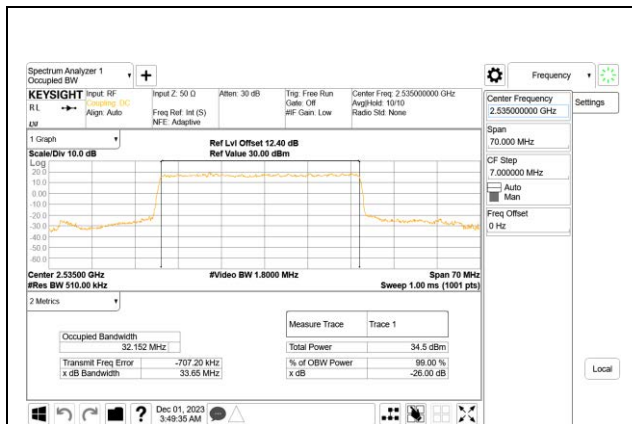 Spectrum Analyzer 1
Occupied BW
+
Frequency
KEYSIGHT Input: RF Input Z: 50 Ω Atten: 30 dB Trig: Free Run Center Freq: 2.535000000 GHz
RL Coupling: DC Gate: Off Avg|Hold: 10/10
Align: Auto Freq Ref: Int (S) #IF Gain: Low Radio Std: None
NFE: Adaptive
Center Frequency
2.535000000 GHz
Settings
Span
70.000 MHz
CF Step
7.000000 MHz
Auto
Man
Freq Offset
0 Hz
Local
1 Graph
Ref Lvl Offset 12.40 dB
Scale/Div 10.0 dB Ref Value 30.00 dBm
Log
20.0
10.0
0.00
-10.0
-20.0
-30.0
-40.0
-50.0
-60.0
Center 2.53500 GHz #Video BW 1.8000 MHz Span 70 MHz
#Res BW 510.00 kHz Sweep 1.00 ms (1001 pts)
2 Metrics
Measure Trace Trace 1
Occupied Bandwidth
32.152 MHz
Total Power 34.5 dBm
Transmit Freq Error -707.20 kHz % of OBW Power 99.00 %
x dB Bandwidth 33.65 MHz x dB -26.00 dB
?
Dec 01, 2023
3:49:35 AM